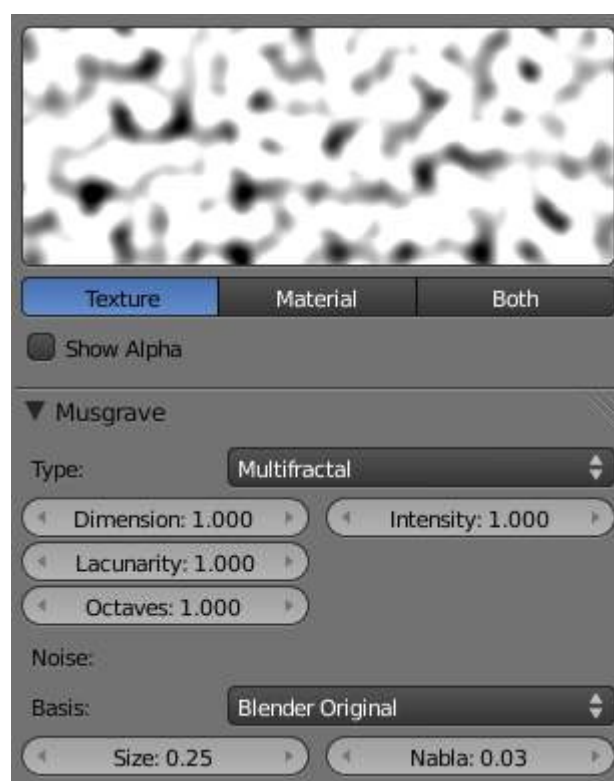 Texture Material Both
Show Alpha
Musgrave
Type: Multifractal
Dimension: 1.000 Intensity: 1.000
Lacunarity: 1.000
Octaves: 1.000
Noise:
Basis: Blender Original
Size: 0.25 Nabla: 0.03